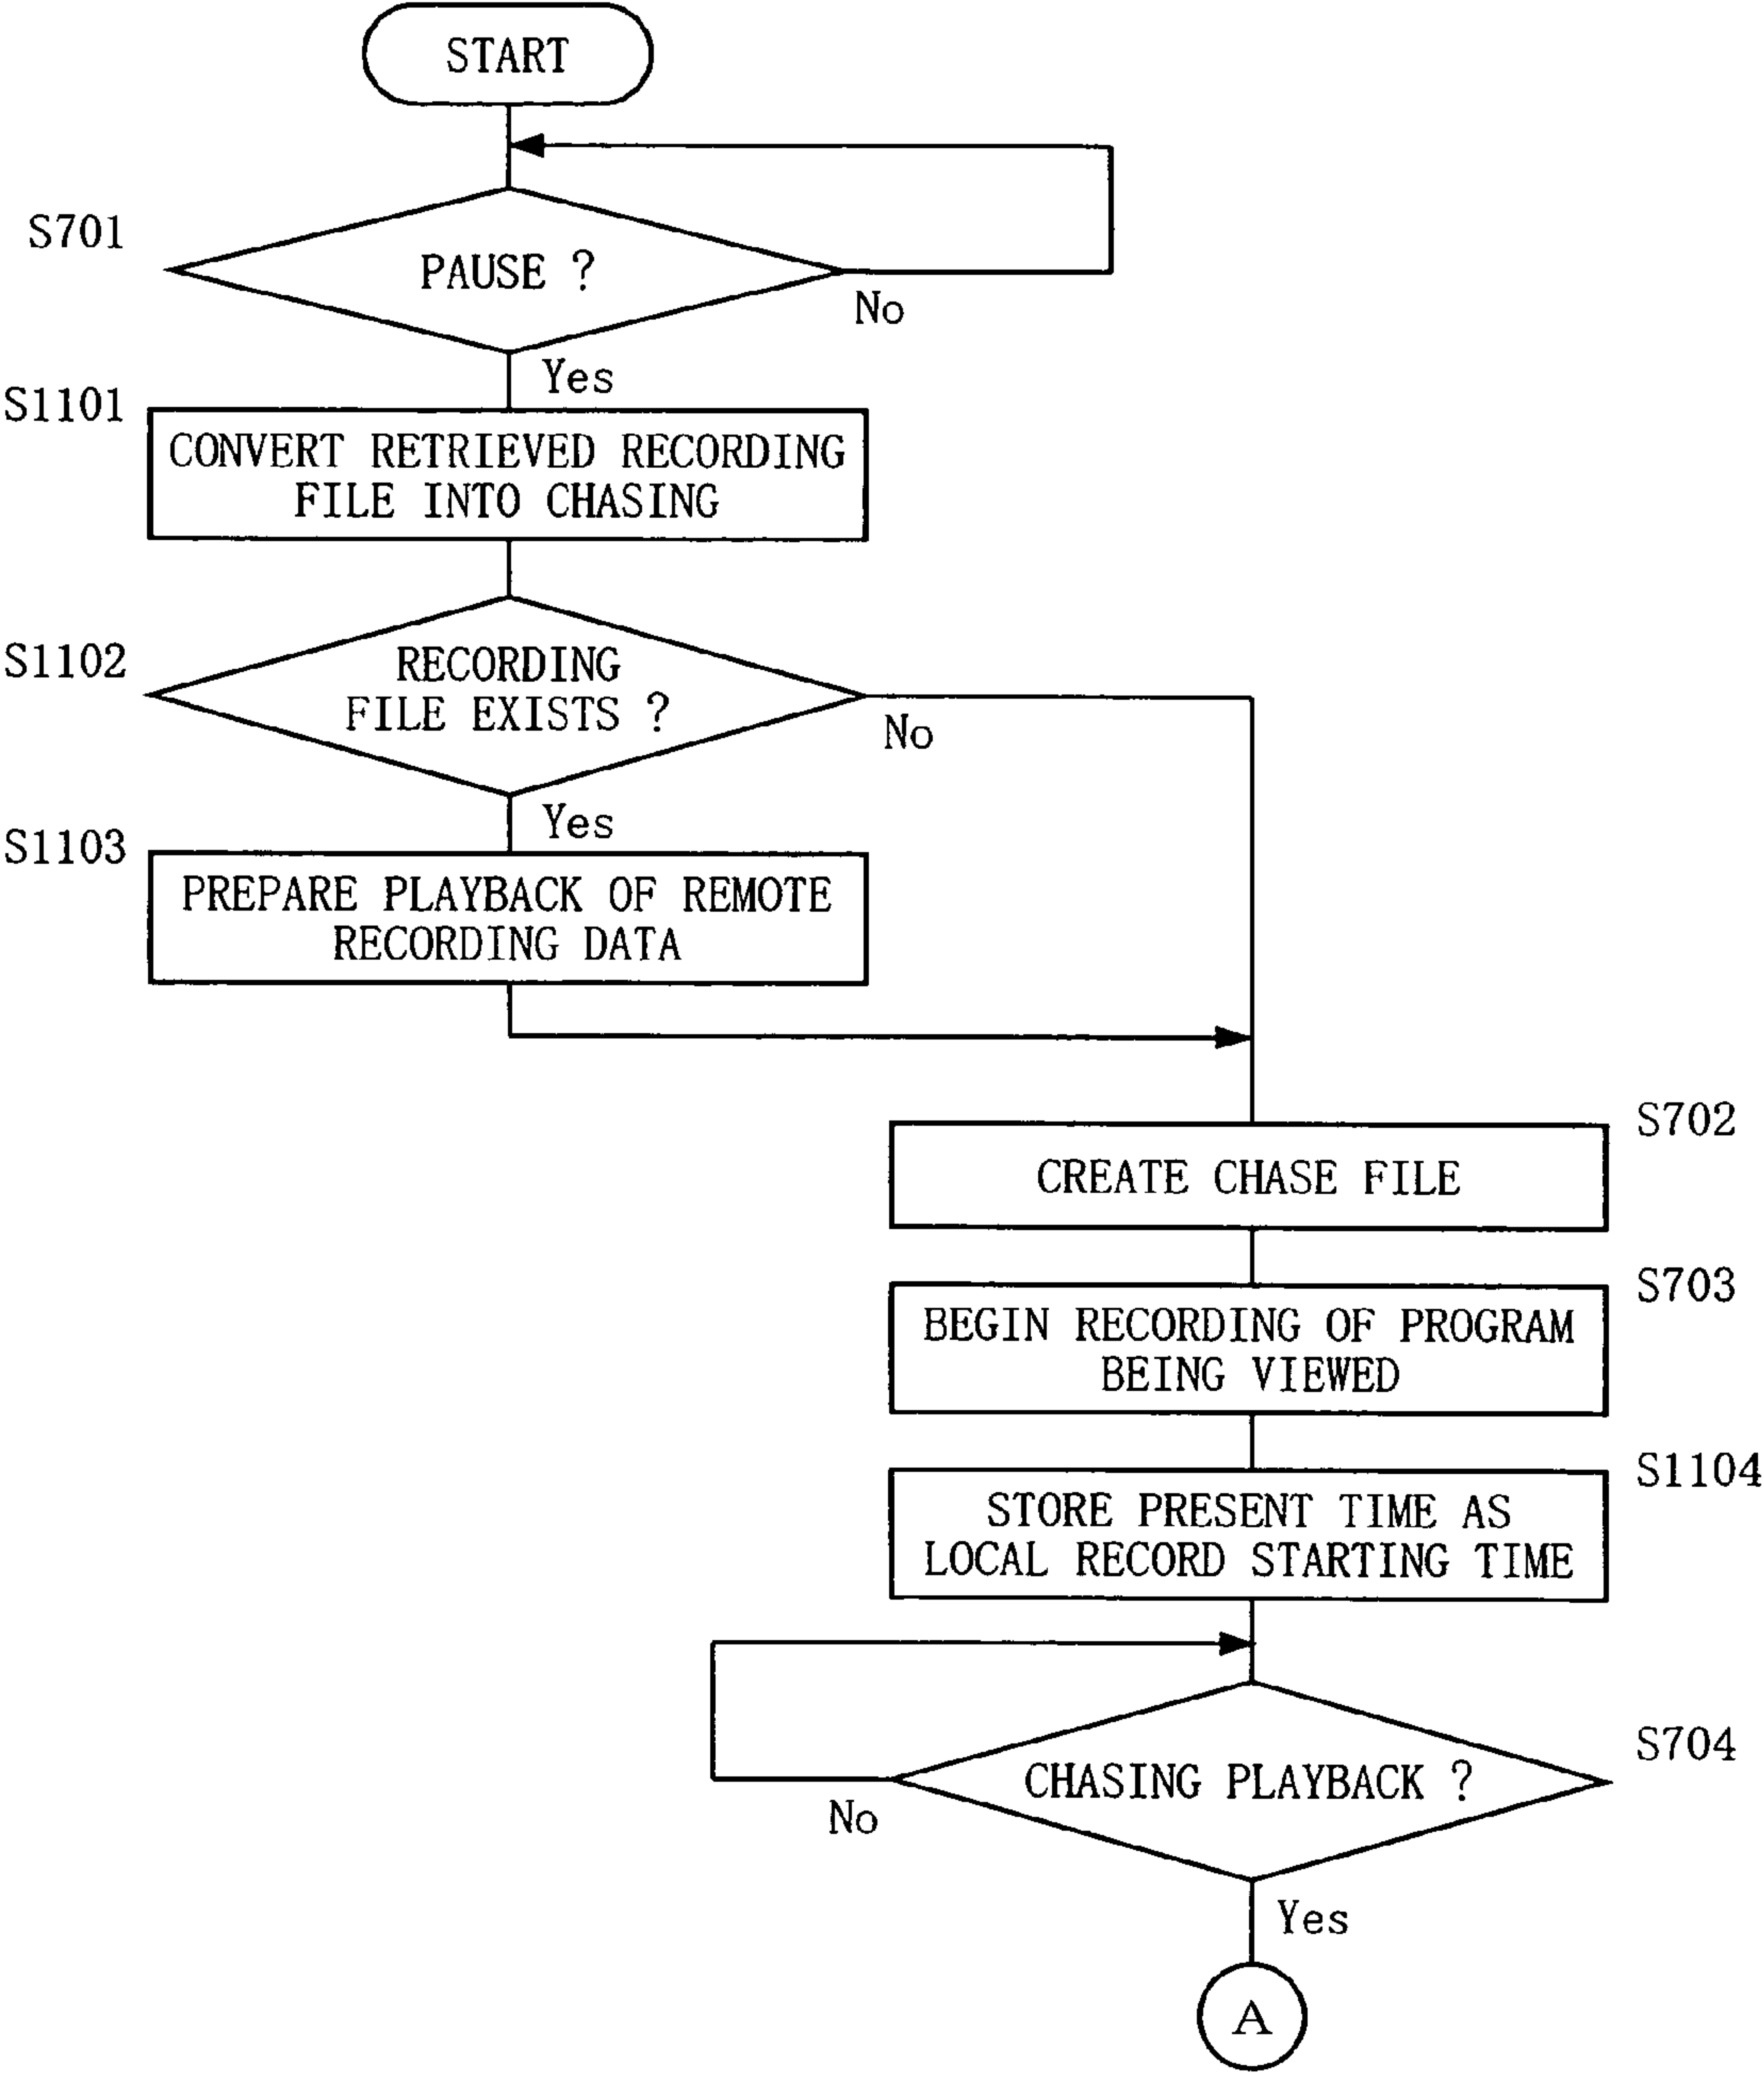 START
S701
PAUSE ?
No
Yes
S1101
CONVERT RETRIEVED RECORDING
FILE INTO CHASING
S1102
RECORDING
FILE EXISTS ?
No
Yes
S1103
PREPARE PLAYBACK OF REMOTE
RECORDING DATA
S702
CREATE CHASE FILE
S703
BEGIN RECORDING OF PROGRAM
BEING VIEWED
S1104
STORE PRESENT TIME AS
LOCAL RECORD STARTING TIME
S704
CHASING PLAYBACK ?
No
Yes
A